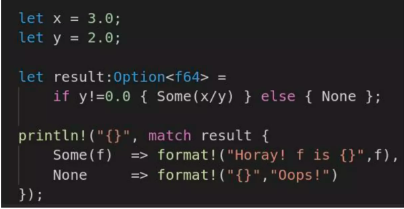 let x = 3.0;
let y = 2.0;
let result:Option<f64> =
if y!=0.0 { Some(x/y) } else { None };
println!("{}", match result {
Some(f)  => format!("Horay! f is {}",f),
None     => format!("{}","Oops!")
});